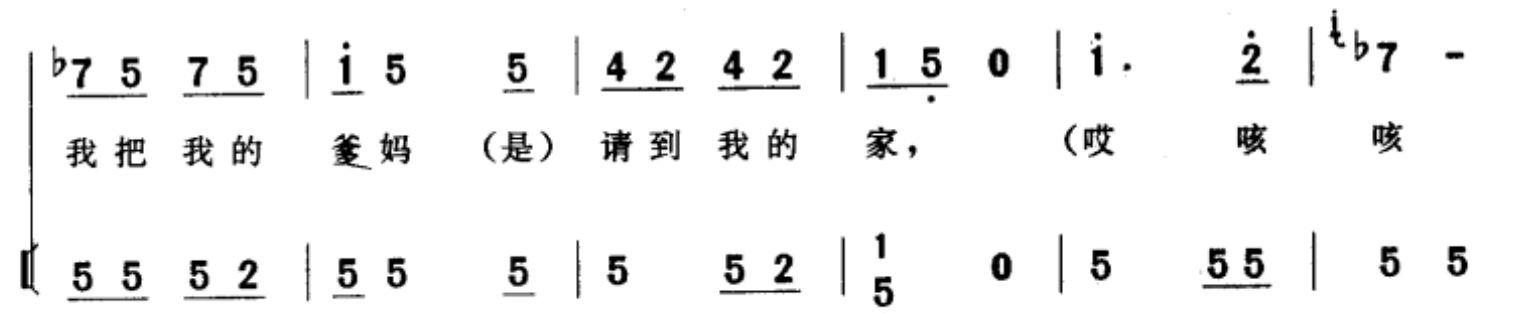 ♭7 5 7 5 | i̇ 5 5 | 4 2 4 2 | 1 5̣ 0 | i̇ . 2̇ | i̇ ♭7 -
我把 我的 爹妈 （是） 请到 我的 家， （哎 咳 咳
5 5 5 2 | 5 5 5 | 5 5 2 | 1 5 0 | 5 5 5 | 5 5